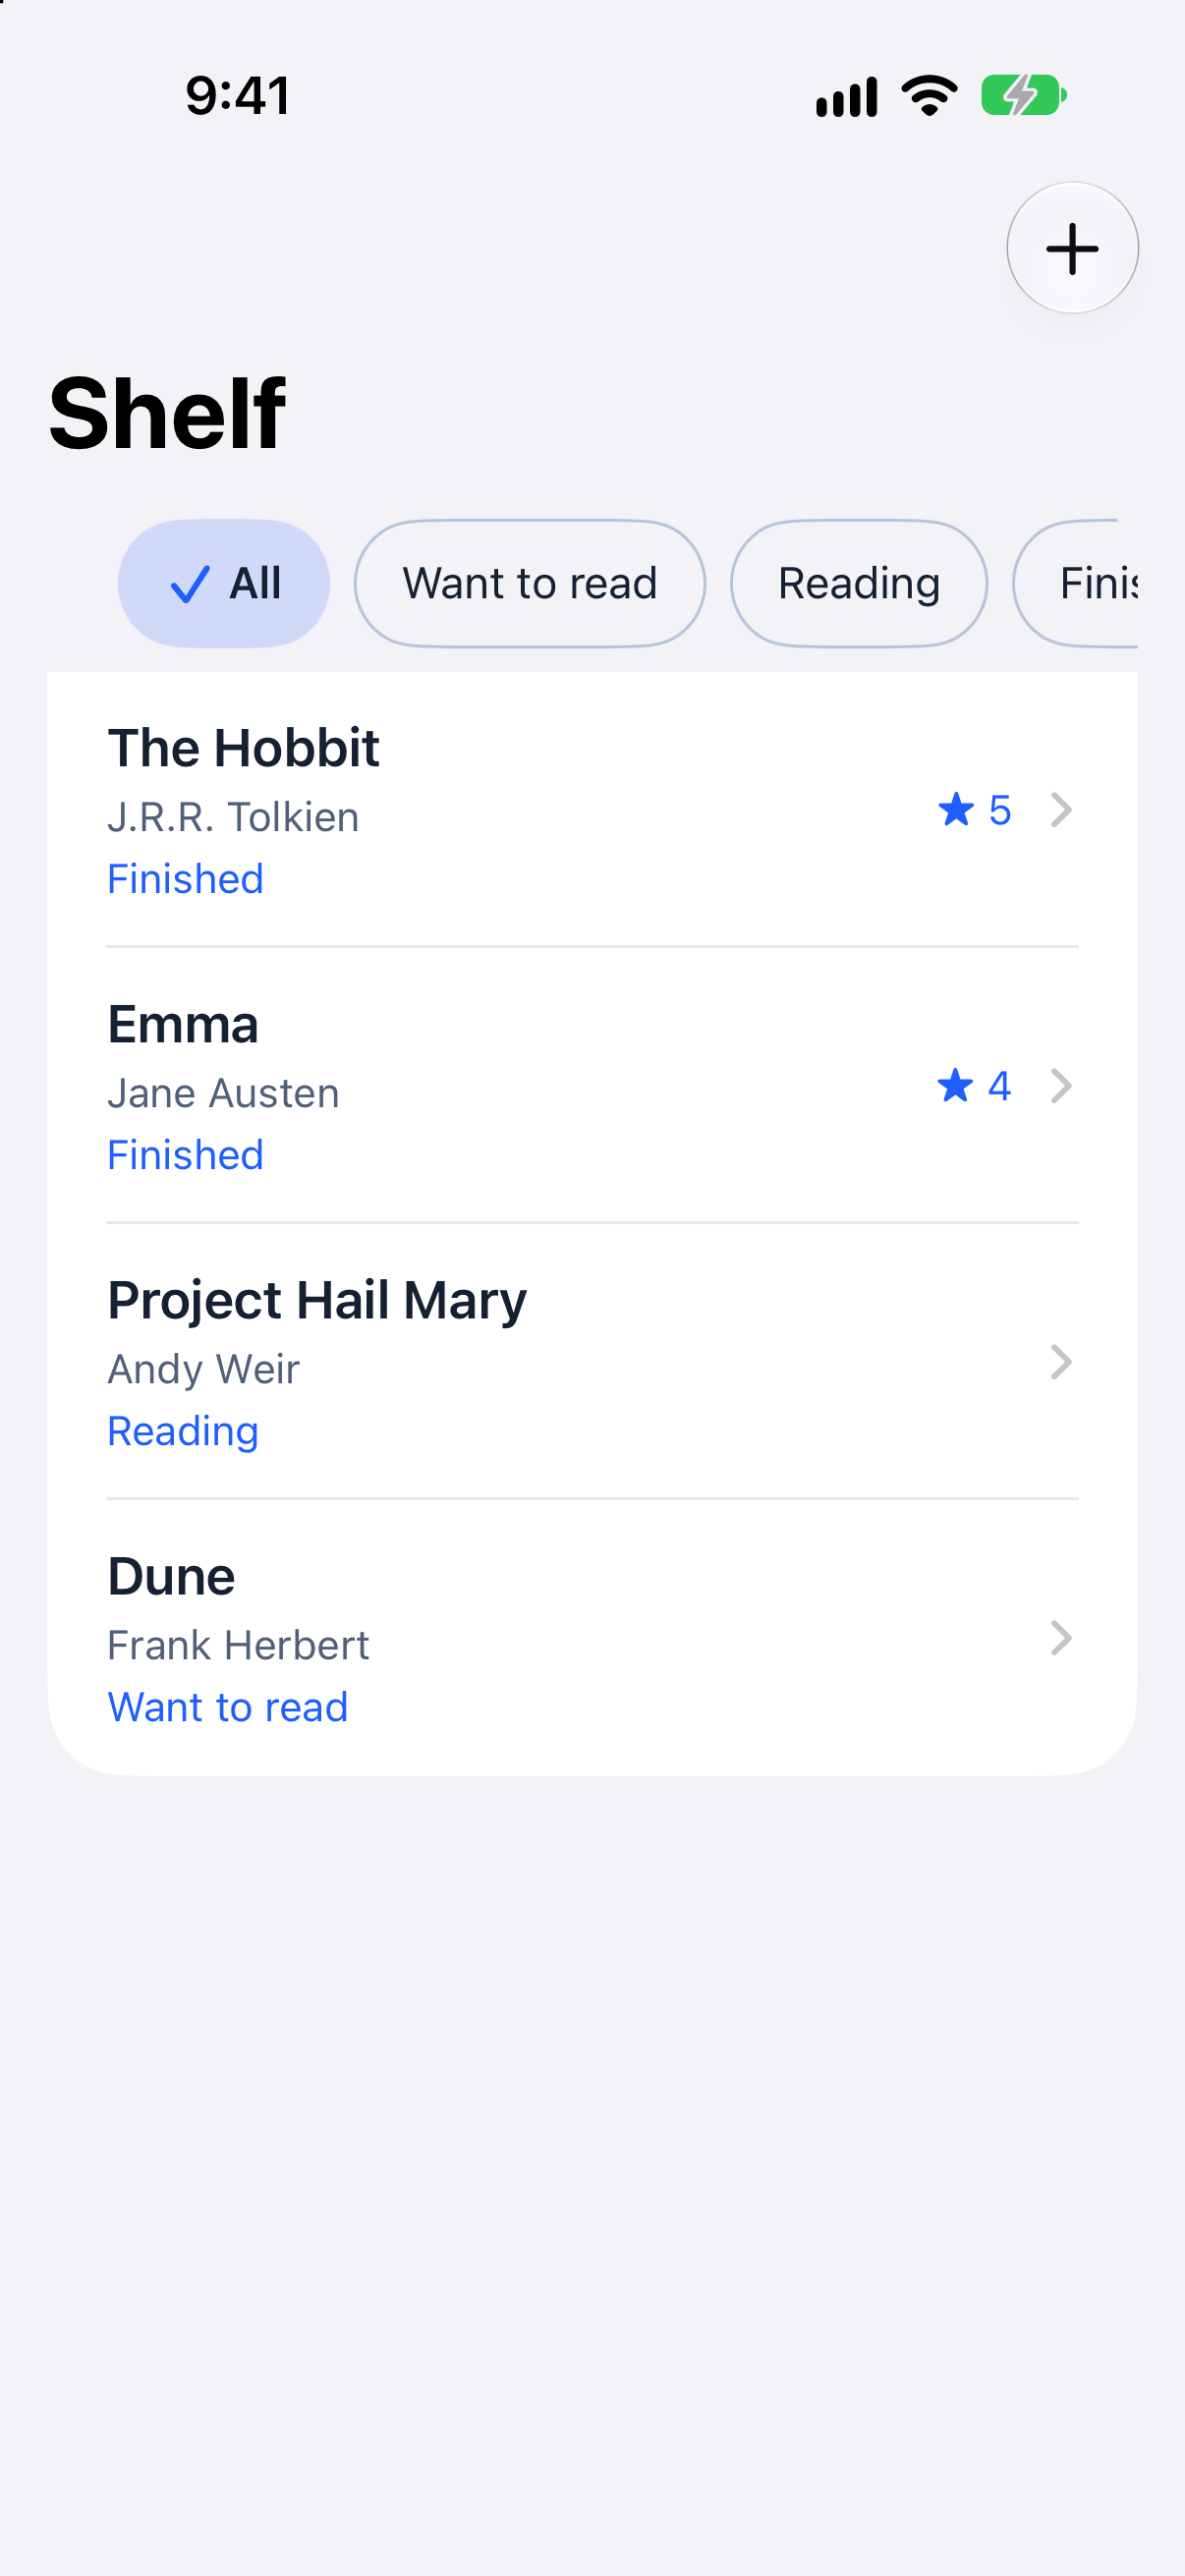 9:41
Shelf
All
Want to read
Reading
Finis
The Hobbit
J.R.R. Tolkien
5
Finished
Emma
Jane Austen
4
Finished
Project Hail Mary
Andy Weir
Reading
Dune
Frank Herbert
Want to read